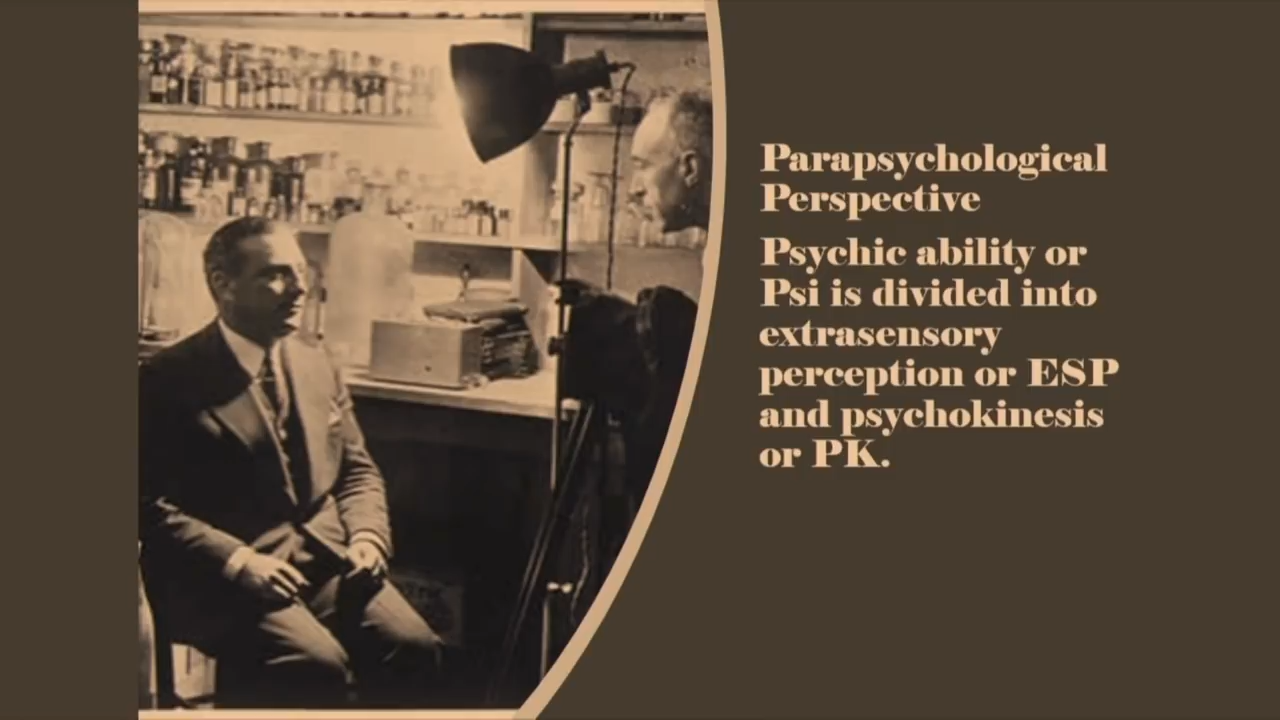 Parapsychological
Perspective
Psychic ability or
Psi is divided into
extrasensory
perception or ESP
and psychokinesis
or PK.